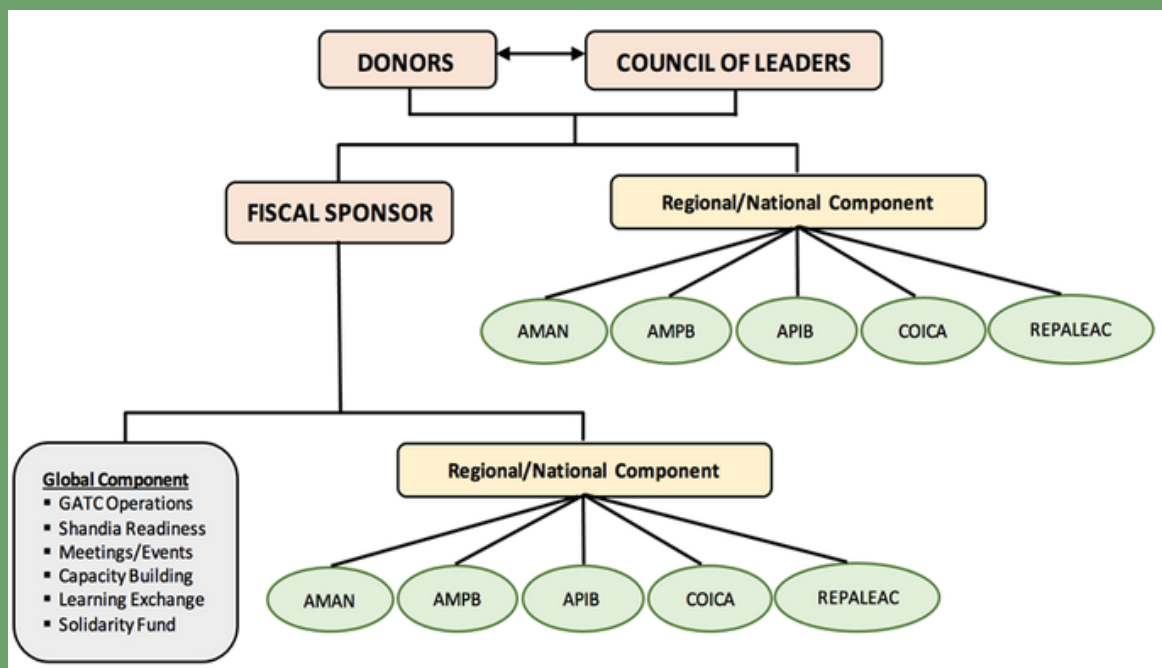 DONORS
COUNCIL OF LEADERS
FISCAL SPONSOR
Regional/National Component
AMAN
AMPB
APIB
COICA
REPALEAC
Global Component
▪ GATC Operations
▪ Shandia Readiness
▪ Meetings/Events
▪ Capacity Building
▪ Learning Exchange
▪ Solidarity Fund
Regional/National Component
AMAN
AMPB
APIB
COICA
REPALEAC